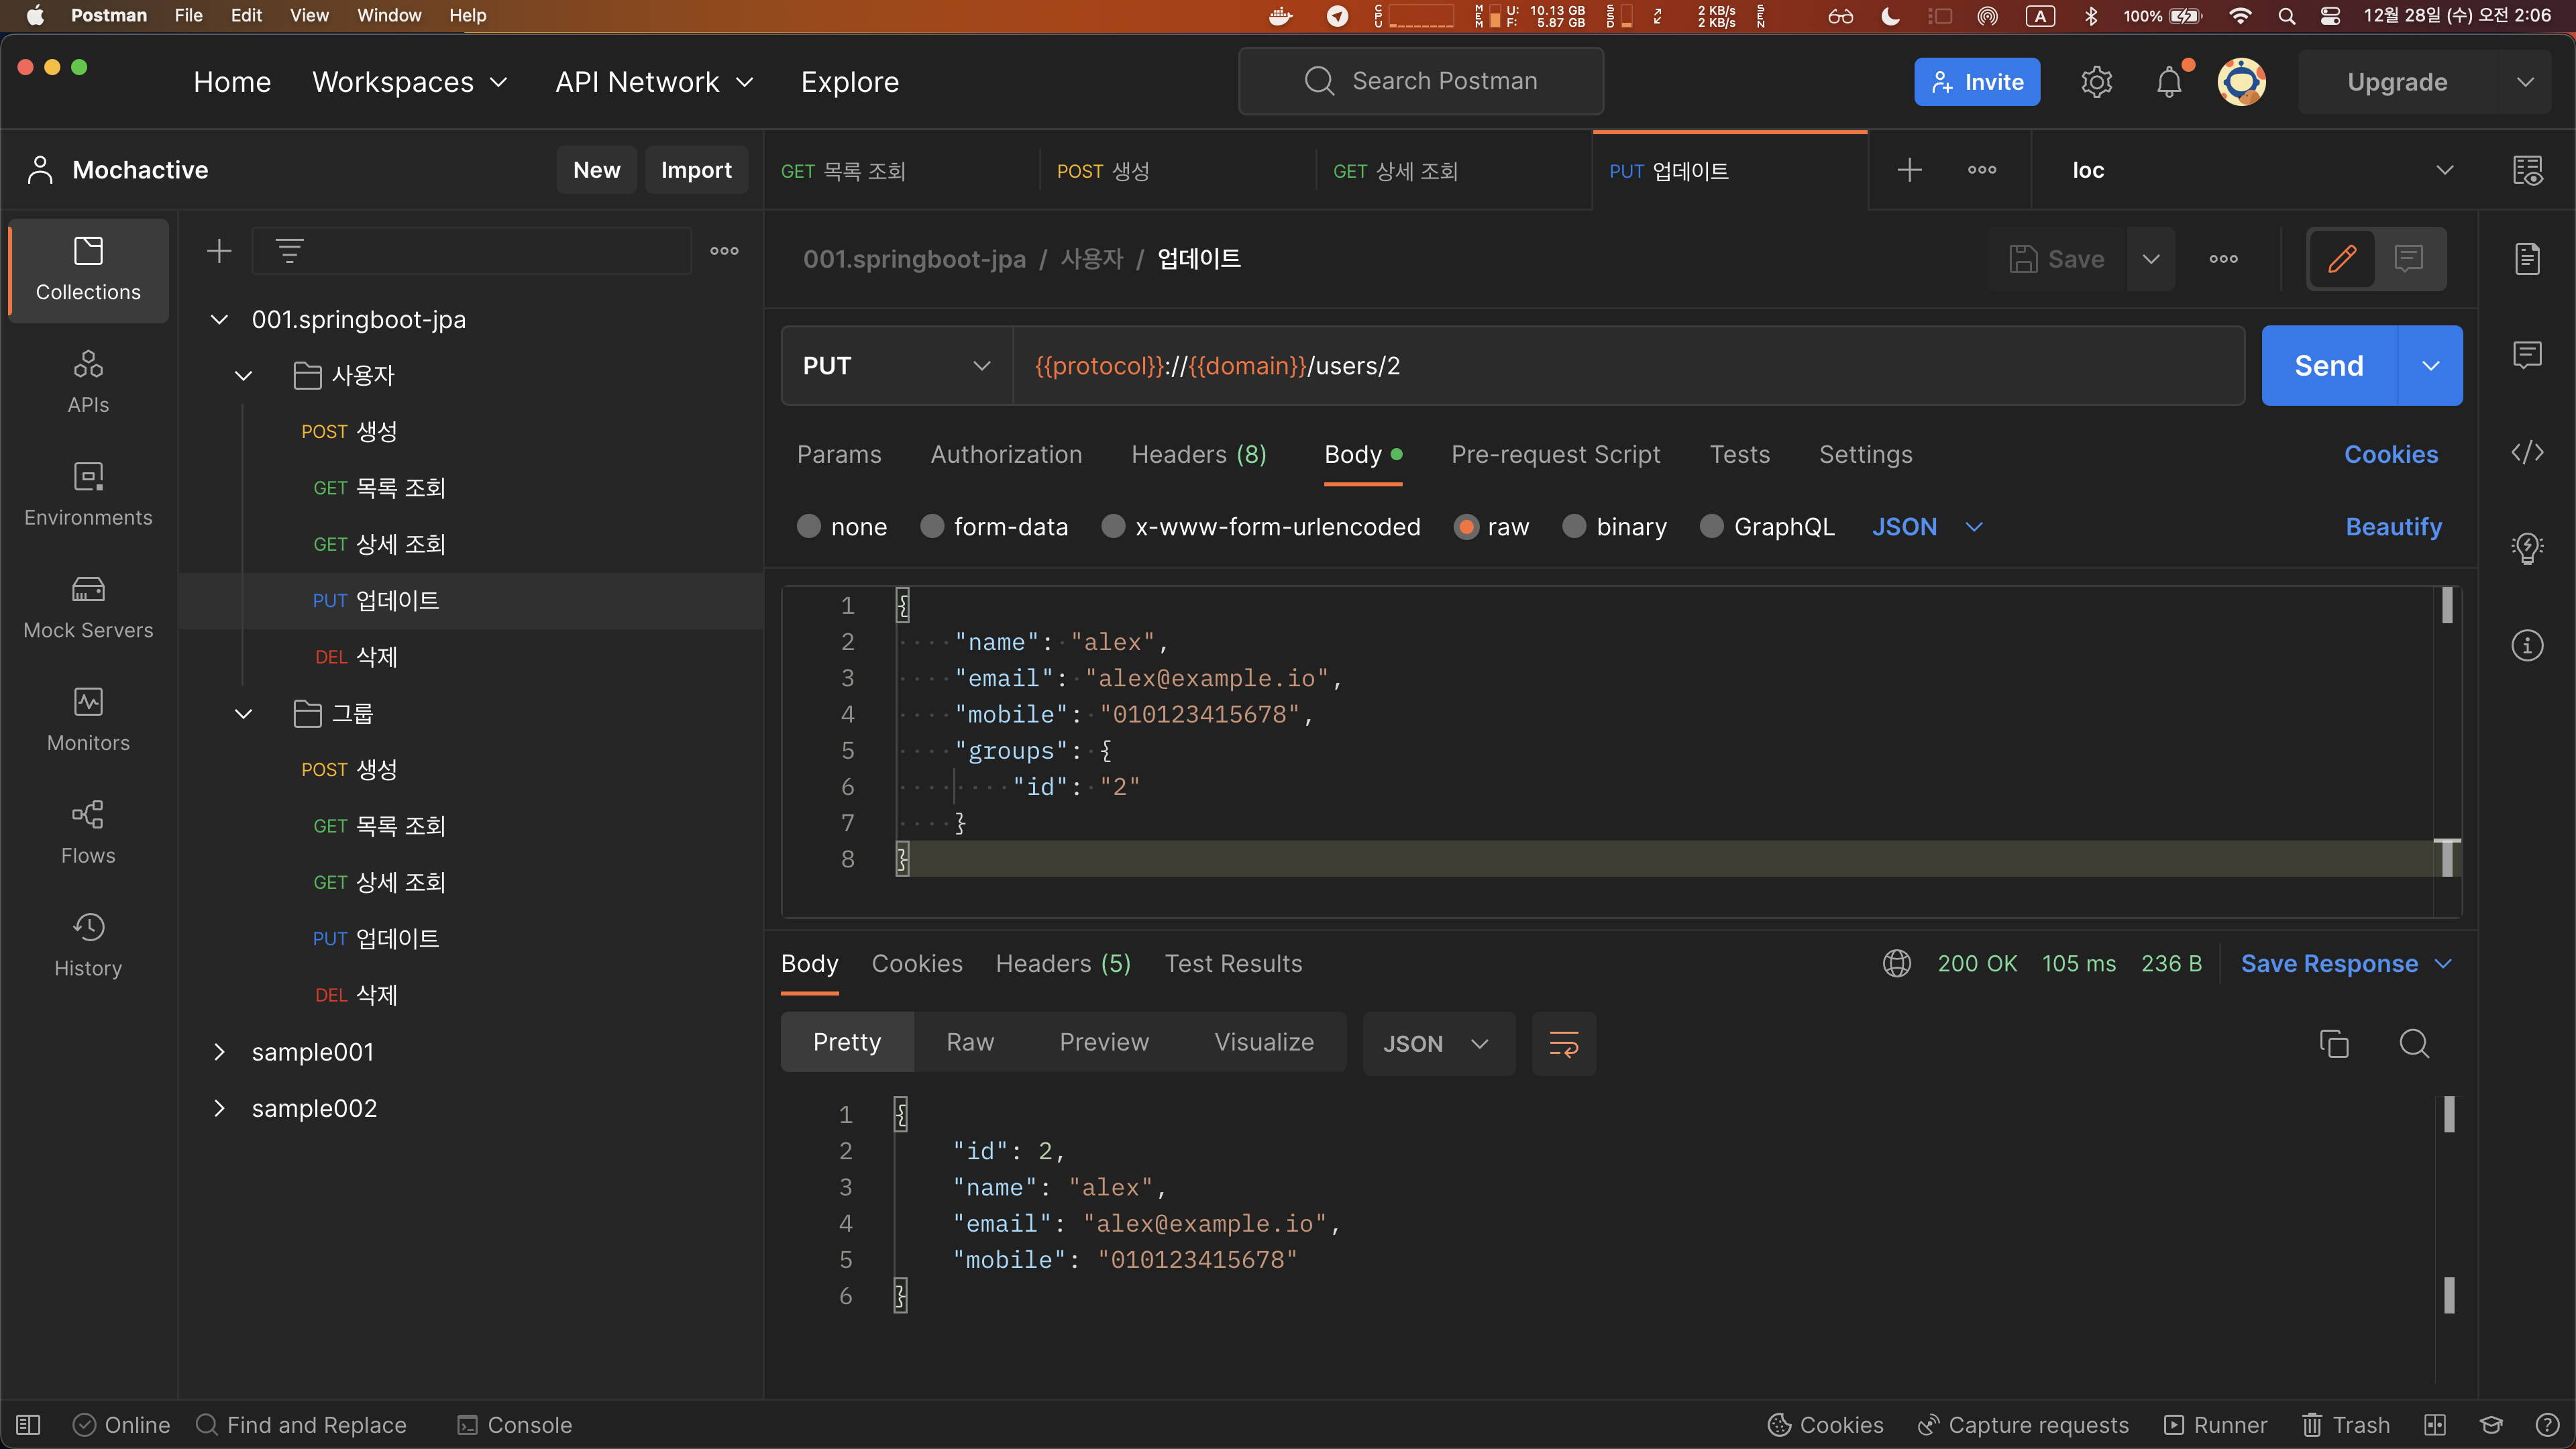 Postman File Edit View Window Help
CPU MEM U: 10.13 GB F: 5.87 GB SSD 2 KB/s 2 KB/s SEN A 100% 12월 28일 (수) 오전 2:06
Home Workspaces API Network Explore Search Postman Invite Upgrade
Mochactive New Import
GET 목록 조회 POST 생성 GET 상세 조회 PUT 업데이트 loc
Collections
APIs
Environments
Mock Servers
Monitors
Flows
History
001.springboot-jpa
사용자
POST 생성
GET 목록 조회
GET 상세 조회
PUT 업데이트
DEL 삭제
그룹
POST 생성
GET 목록 조회
GET 상세 조회
PUT 업데이트
DEL 삭제
sample001
sample002
001.springboot-jpa / 사용자 / 업데이트 Save
PUT {{protocol}}://{{domain}}/users/2 Send
Params Authorization Headers (8) Body Pre-request Script Tests Settings Cookies
none form-data x-www-form-urlencoded raw binary GraphQL JSON Beautify
1 {
2 "name": "alex",
3 "email": "alex@example.io",
4 "mobile": "010123415678",
5 "groups": {
6 "id": "2"
7 }
8 }
Body Cookies Headers (5) Test Results 200 OK 105 ms 236 B Save Response
Pretty Raw Preview Visualize JSON
1 {
2 "id": 2,
3 "name": "alex",
4 "email": "alex@example.io",
5 "mobile": "010123415678"
6 }
Online Find and Replace Console Cookies Capture requests Runner Trash